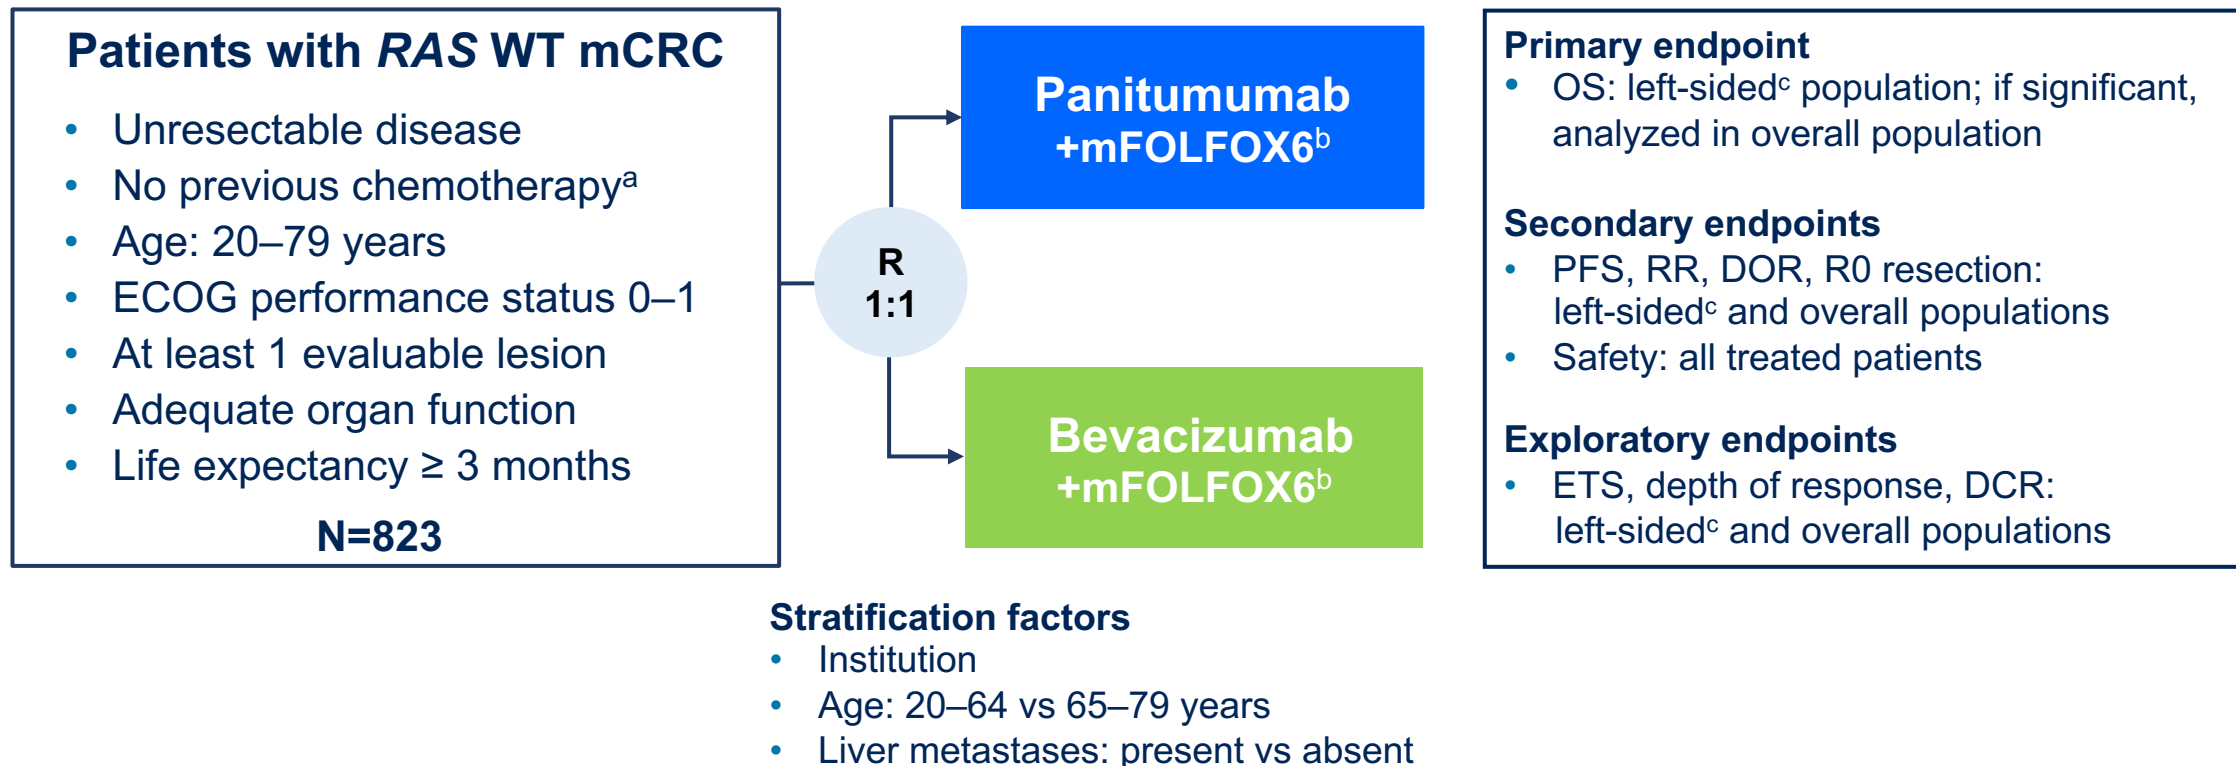 Patients with RAS WT mCRC
• Unresectable disease
• No previous chemotherapyᵃ
• Age: 20–79 years
• ECOG performance status 0–1
• At least 1 evaluable lesion
• Adequate organ function
• Life expectancy ≥ 3 months
N=823
R
1:1
Panitumumab
+mFOLFOX6ᵇ
Bevacizumab
+mFOLFOX6ᵇ
Primary endpoint
• OS: left-sidedᶜ population; if significant,
analyzed in overall population
Secondary endpoints
• PFS, RR, DOR, R0 resection:
left-sidedᶜ and overall populations
• Safety: all treated patients
Exploratory endpoints
• ETS, depth of response, DCR:
left-sidedᶜ and overall populations
Stratification factors
• Institution
• Age: 20–64 vs 65–79 years
• Liver metastases: present vs absent